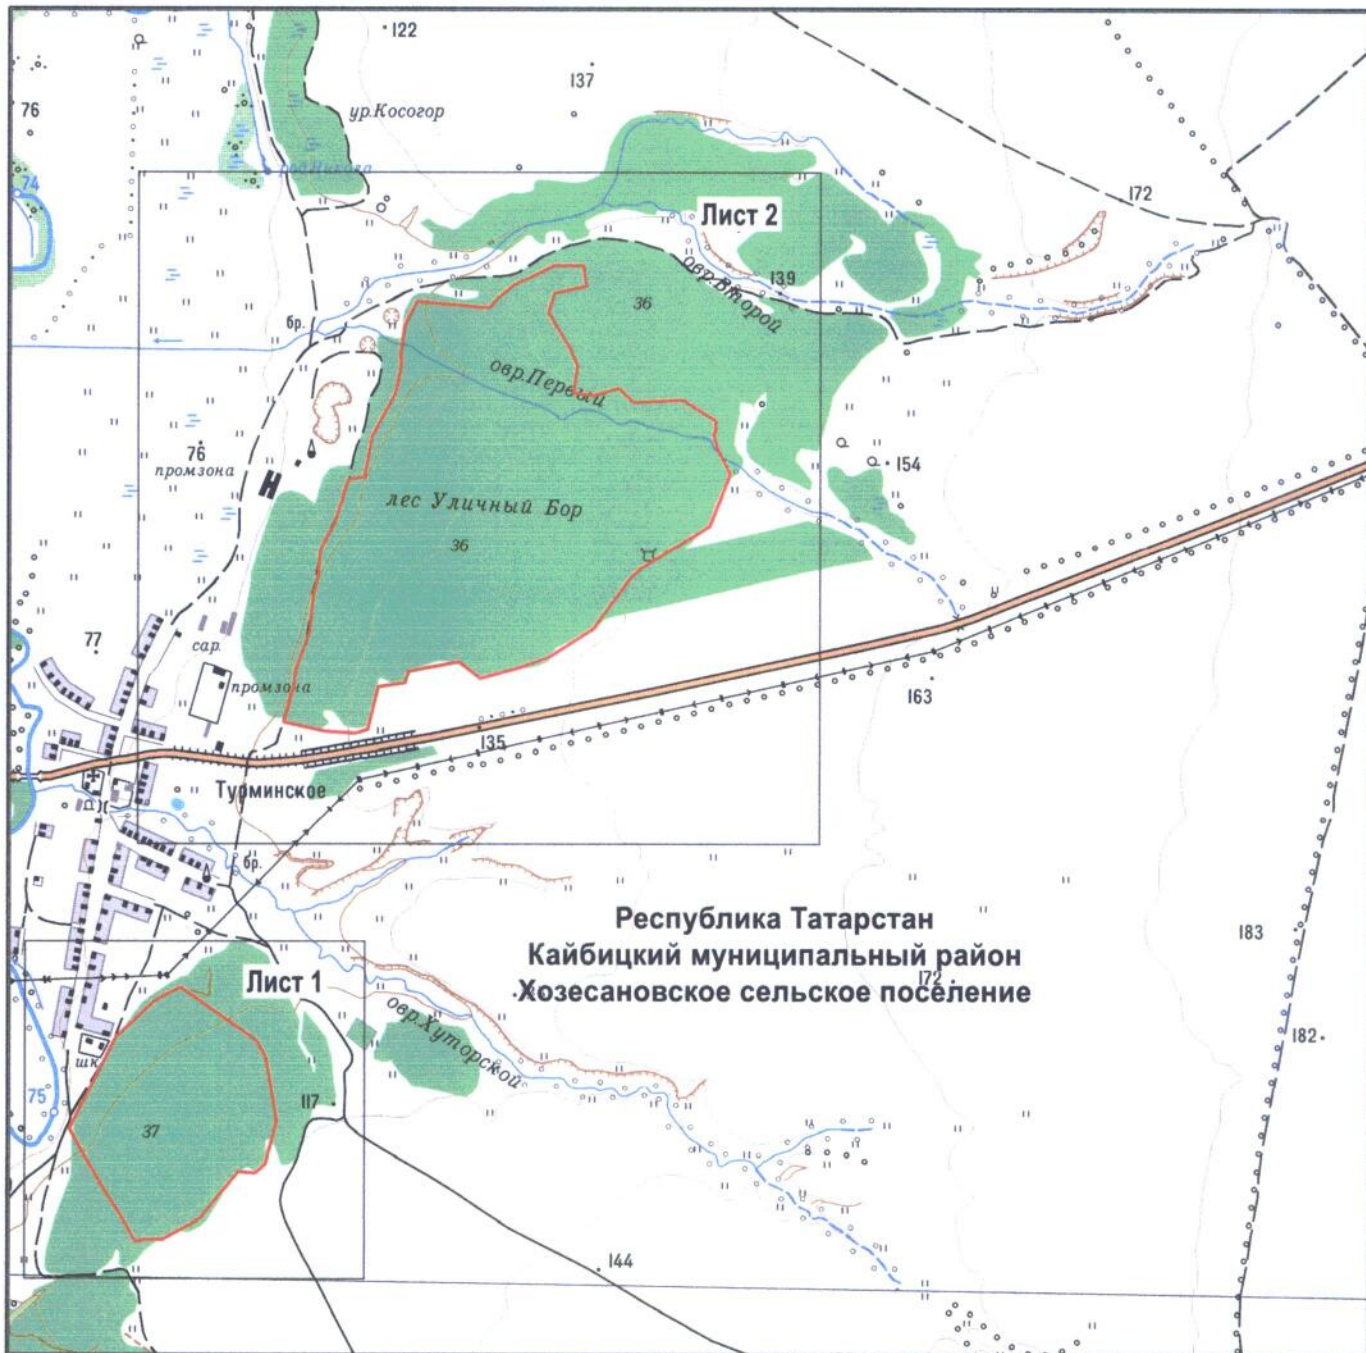 122
137
76
ур.Косогор
74
172
Лист 2
139
овр.Второй
36
бр.
овр.Первый
76
промзона
154
лес Уличный Бор
36
77
сар.
промзона
163
135
Турминское
бр.
Республика Татарстан
Кайбицкий муниципальный район
Хозесановское сельское поселение
183
172
Лист 1
овр.Хуторской
182
шк.
75
117
37
144